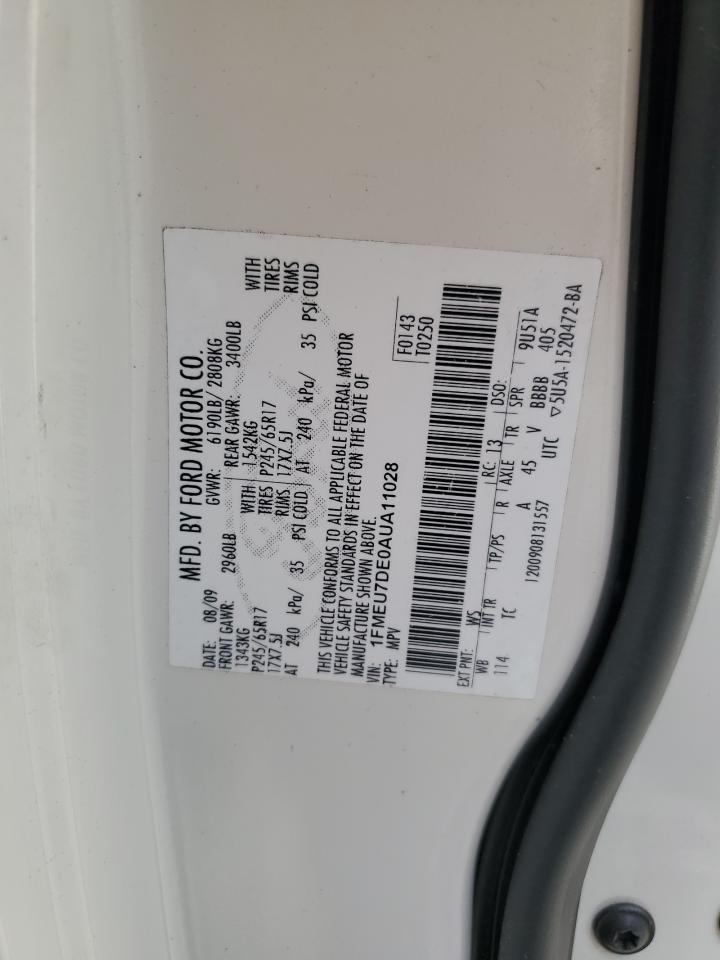 MFD. BY FORD MOTOR CO.
DATE: 08/09 GVWR: 6190LB/ 2808KG
FRONT GAWR: 2960LB REAR GAWR: 3400LB
1343KG WITH 1542KG WITH
P245/65R17 TIRES P245/65R17 TIRES
17X7.5J RIMS 17X7.5J RIMS
AT 240 kPa/ 35 PSI COLD AT 240 kPa/ 35 PSI COLD
THIS VEHICLE CONFORMS TO ALL APPLICABLE FEDERAL MOTOR
VEHICLE SAFETY STANDARDS IN EFFECT ON THE DATE OF
MANUFACTURE SHOWN ABOVE.
VIN: 1FMEU7DE0AUA11028
TYPE: MPV
F0143
T0250
EXT PNT: WS RC: 13 DSO:
WB INT TR TP/PS R AXLE TR SPR 9U51A
114 TC A 45 V BBBB 405
1200908131557 UTC ▽5U5A-1520472-BA